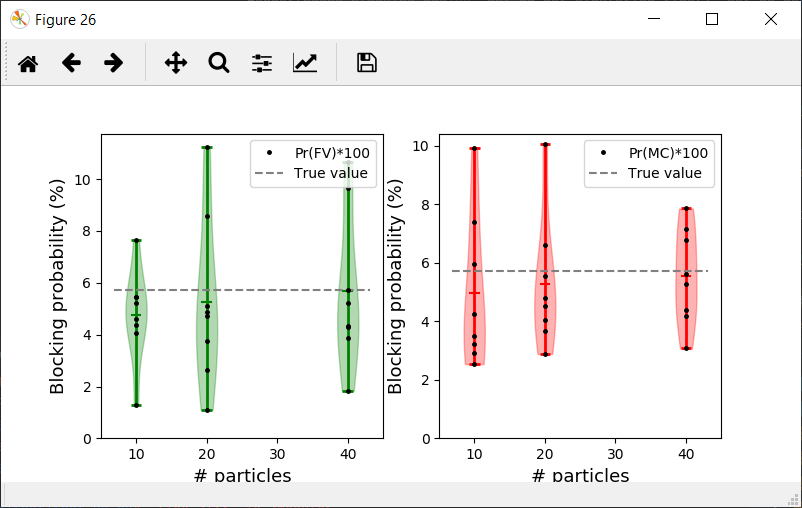 Figure 26
Blocking probability (%)
10
8
6
4
2
0
Pr(FV)*100
True value
10
20
30
40
# particles
Blocking probability (%)
10
8
6
4
2
0
Pr(MC)*100
True value
10
20
30
40
# particles